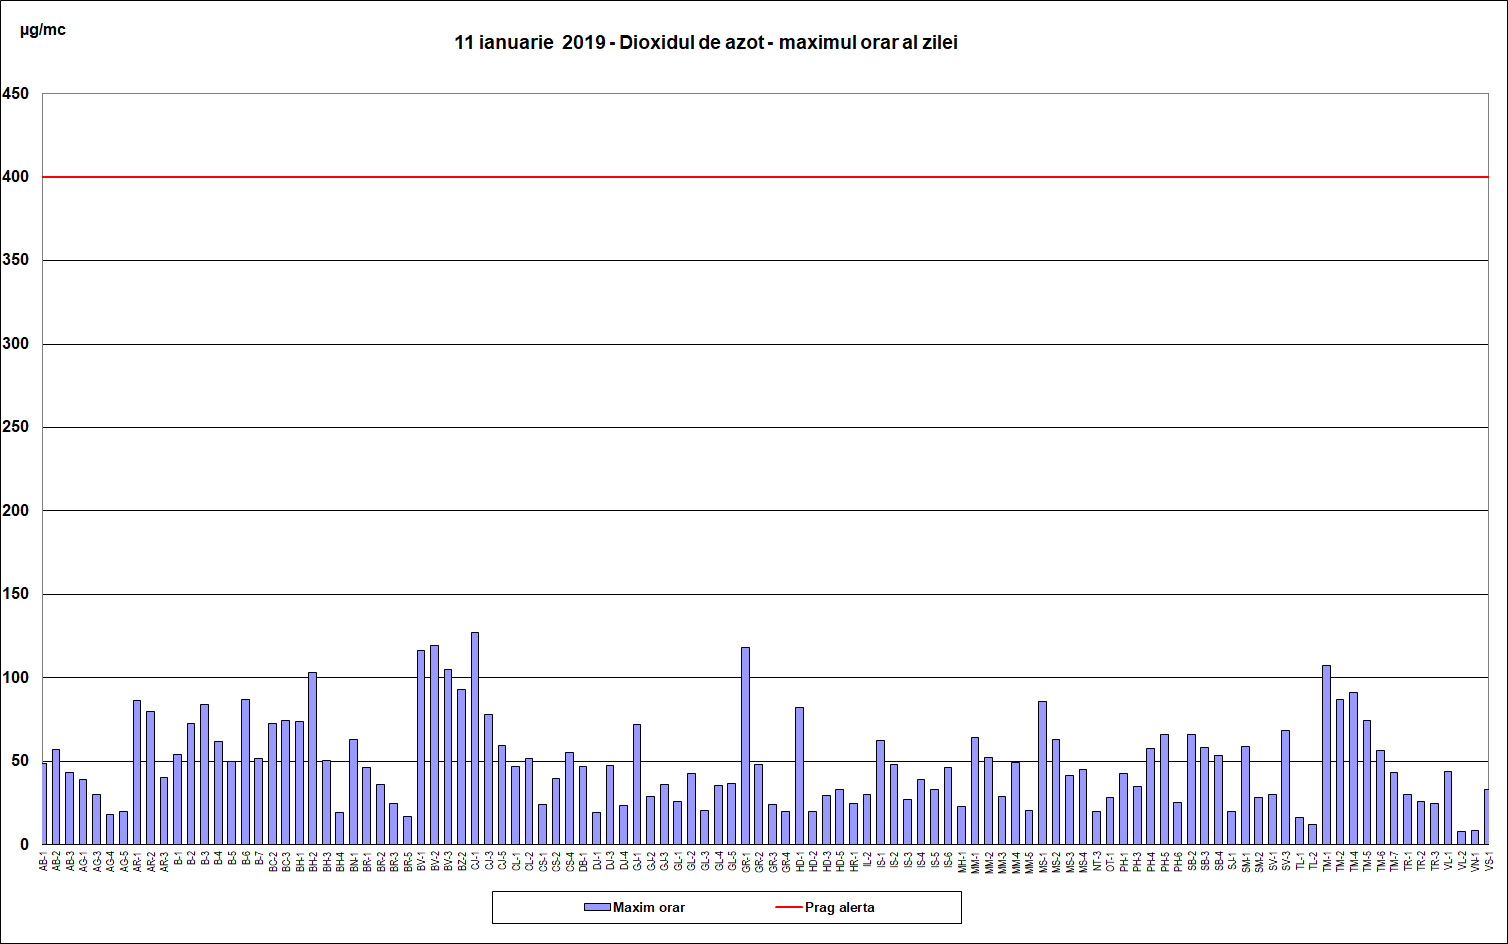 µg/mc
11 ianuarie 2019 - Dioxidul de azot - maximul orar al zilei
450
400
350
300
250
200
150
100
50
0
AB-1 AB-2 AB-3 AG-1 AG-3 AG-4 AG-5 AR-1 AR-2 AR-3 B-1 B-2 B-3 B-4 B-5 B-6 B-7 BC-2 BC-3 BH-1 BH-2 BH-3 BH-4 BN-1 BR-1 BR-2 BR-3 BR-5 BV-1 BV-2 BV-3 BZ-2 CJ-1 CJ-3 CJ-5 CL-1 CL-2 CS-1 CS-2 CS-4 DB-1 DJ-1 DJ-3 DJ-4 GJ-1 GJ-2 GJ-3 GL-1 GL-2 GL-3 GL-4 GL-5 GR-1 GR-2 GR-3 GR-4 HD-1 HD-2 HD-3 HD-5 HR-1 IL-2 IS-1 IS-2 IS-3 IS-4 IS-5 IS-6 MH-1 MM-1 MM-2 MM-3 MM-4 MM-5 MS-1 MS-2 MS-3 MS-4 NT-3 OT-1 PH-1 PH-3 PH-4 PH-5 PH-6 SB-2 SB-3 SB-4 SJ-1 SM-1 SM-2 SV-1 SV-3 TL-1 TL-2 TM-1 TM-2 TM-4 TM-5 TM-6 TM-7 TR-1 TR-2 TR-3 VL-1 VL-2 VN-1 VS-1
Maxim orar Prag alerta